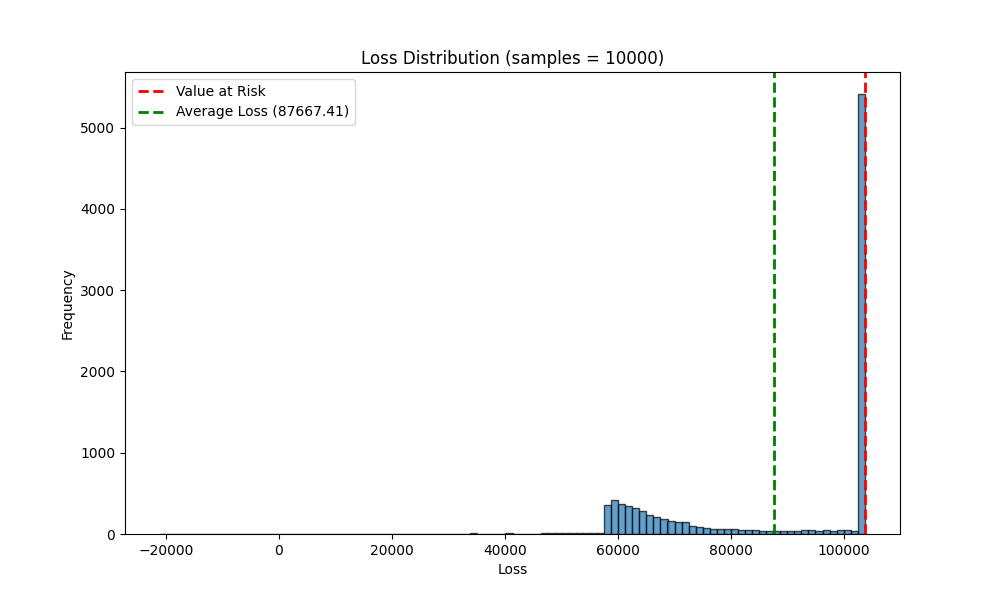 Loss Distribution (samples = 10000)
Value at Risk
Average Loss (87667.41)
Frequency
5000
4000
3000
2000
1000
0
−20000 0 20000 40000 60000 80000 100000
Loss